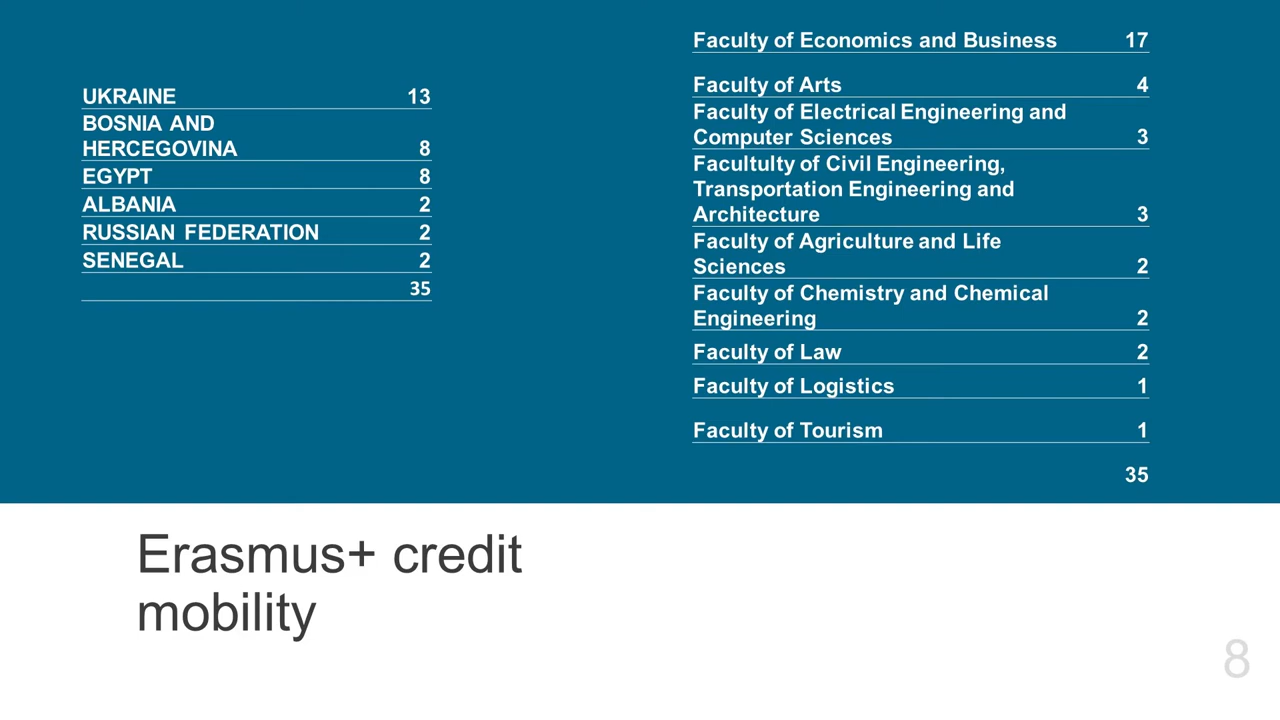 UKRAINE 13
BOSNIA AND
HERCEGOVINA 8
EGYPT 8
ALBANIA 2
RUSSIAN FEDERATION 2
SENEGAL 2
35
Faculty of Economics and Business 17
Faculty of Arts 4
Faculty of Electrical Engineering and
Computer Sciences 3
Facultulty of Civil Engineering,
Transportation Engineering and
Architecture 3
Faculty of Agriculture and Life
Sciences 2
Faculty of Chemistry and Chemical
Engineering 2
Faculty of Law 2
Faculty of Logistics 1
Faculty of Tourism 1
35
Erasmus+ credit
mobility
8